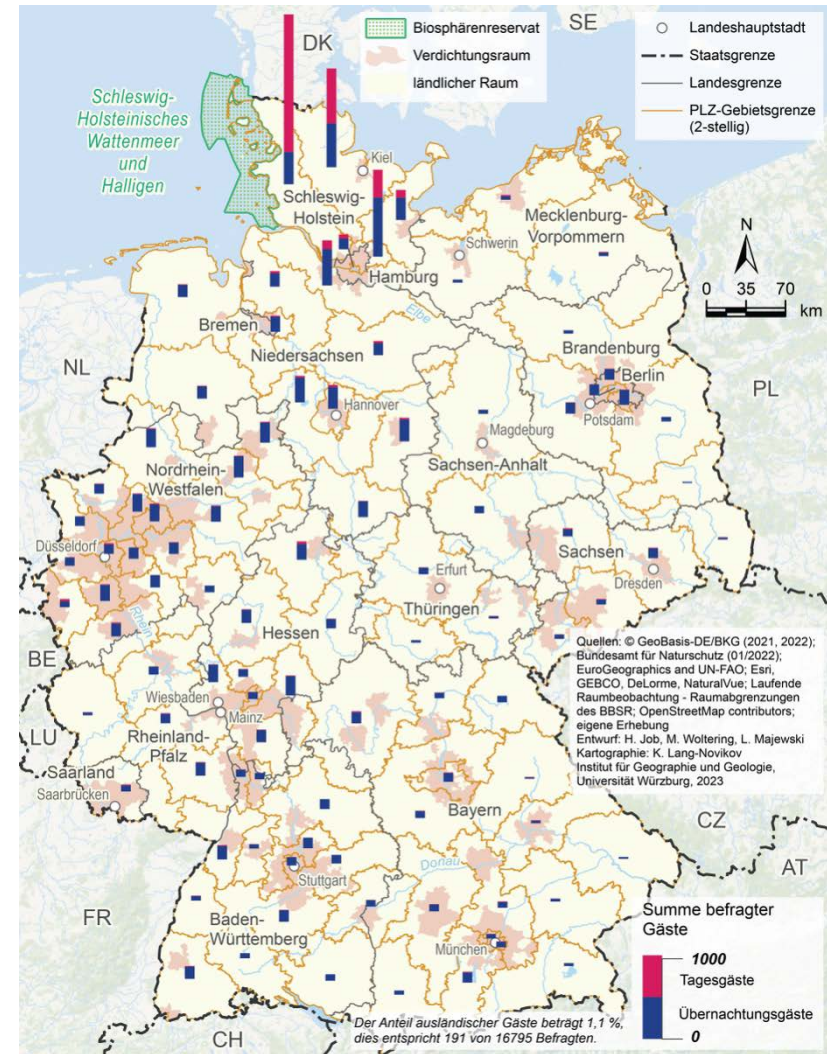 Biosphärenreservat
Verdichtungsraum
ländlicher Raum
Landeshauptstadt
Staatsgrenze
Landesgrenze
PLZ-Gebietsgrenze
(2-stellig)
DK
SE
Schleswig-
Holsteinisches
Wattenmeer
und
Halligen
Kiel
Schleswig-
Holstein
Mecklenburg-
Vorpommern
Schwerin
Hamburg
N
0 35 70
km
Bremen
Elbe
Niedersachsen
Brandenburg
Berlin
NL
PL
Hannover
Potsdam
Magdeburg
Nordrhein-
Westfalen
Sachsen-Anhalt
Düsseldorf
Sachsen
Erfurt
Dresden
Thüringen
Rhein
Hessen
BE
Quellen: © GeoBasis-DE/BKG (2021, 2022);
Bundesamt für Naturschutz (01/2022);
EuroGeographics and UN-FAO; Esri,
GEBCO, DeLorme, NaturalVue; Laufende
Raumbeobachtung - Raumabgrenzungen
des BBSR; OpenStreetMap contributors;
eigene Erhebung
Entwurf: H. Job, M. Woltering, L. Majewski
Kartographie: K. Lang-Novikov
Institut für Geographie und Geologie,
Universität Würzburg, 2023
Wiesbaden
Mainz
LU
Rheinland-
Pfalz
Saarland
Saarbrücken
Bayern
CZ
Donau
AT
Stuttgart
FR
Baden-
Württemberg
München
Summe befragter
Gäste
1000
Tagesgäste
Übernachtungsgäste
0
CH
Der Anteil ausländischer Gäste beträgt 1,1 %,
dies entspricht 191 von 16795 Befragten.